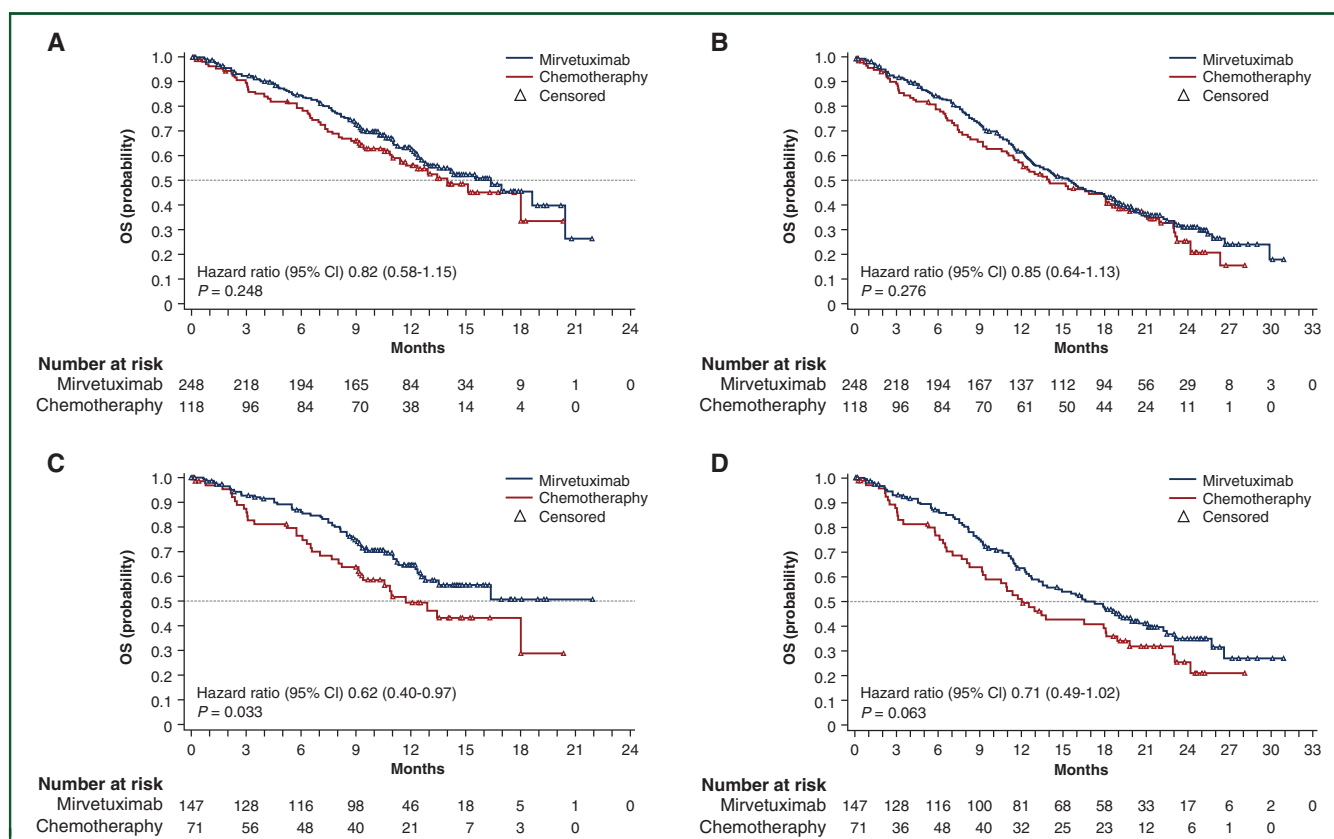 A
OS (probability)
1.0
0.9
0.8
0.7
0.6
0.5
0.4
0.3
0.2
0.1
0
Mirvetuximab
Chemotheraphy
Censored
Hazard ratio (95% CI) 0.82 (0.58-1.15)
P = 0.248
0 3 6 9 12 15 18 21 24
Months
Number at risk
Mirvetuximab 248 218 194 165 84 34 9 1 0
Chemotheraphy 118 96 84 70 38 14 4 0
B
OS (probability)
1.0
0.9
0.8
0.7
0.6
0.5
0.4
0.3
0.2
0.1
0
Mirvetuximab
Chemotheraphy
Censored
Hazard ratio (95% CI) 0.85 (0.64-1.13)
P = 0.276
0 3 6 9 12 15 18 21 24 27 30 33
Months
Number at risk
Mirvetuximab 248 218 194 167 137 112 94 56 29 8 3 0
Chemotheraphy 118 96 84 70 61 50 44 24 11 1 0
C
OS (probability)
1.0
0.9
0.8
0.7
0.6
0.5
0.4
0.3
0.2
0.1
0
Mirvetuximab
Chemotheraphy
Censored
Hazard ratio (95% CI) 0.62 (0.40-0.97)
P = 0.033
0 3 6 9 12 15 18 21 24
Months
Number at risk
Mirvetuximab 147 128 116 98 46 18 5 1 0
Chemotheraphy 71 56 48 40 21 7 3 0
D
OS (probability)
1.0
0.9
0.8
0.7
0.6
0.5
0.4
0.3
0.2
0.1
0
Mirvetuximab
Chemotheraphy
Censored
Hazard ratio (95% CI) 0.71 (0.49-1.02)
P = 0.063
0 3 6 9 12 15 18 21 24 27 30 33
Months
Number at risk
Mirvetuximab 147 128 116 100 81 68 58 33 17 6 2 0
Chemotheraphy 71 36 48 40 32 25 23 12 6 1 0